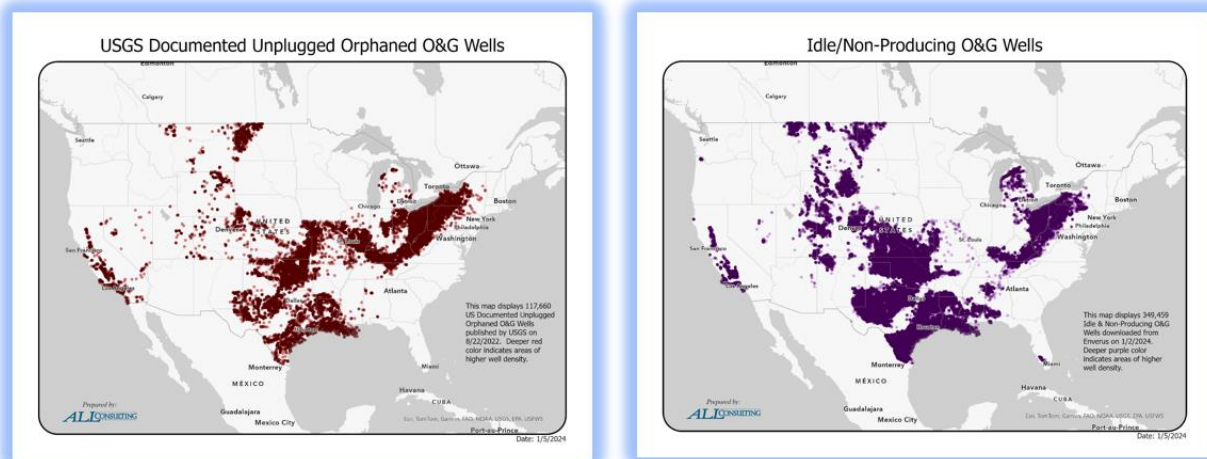 USGS Documented Unplugged Orphaned O&G Wells
Edmonton
Calgary
Seattle
Ottawa
Toronto
Detroit
Boston
Chicago
New York
Philadelphia
Washington
UNITED
STATES
Denver
St. Louis
San Francisco
Los Angeles
Atlanta
Dallas
Houston
This map displays 117,660
US Documented Unplugged
Orphaned O&G Wells
published by USGS on
8/22/2022. Deeper red
color indicates areas of
higher well density.
Miami
Monterrey
MÉXICO
Havana
CUBA
Guadalajara
Mexico City
Port-au-Prince
Prepared by:
ALL CONSULTING
Esri, TomTom, Garmin, FAO, NOAA, USGS, EPA, USFWS
Date: 1/5/2024
Idle/Non-Producing O&G Wells
Edmonton
Calgary
Seattle
Ottawa
Toronto
Detroit
Boston
Chicago
New York
Philadelphia
Washington
UNITED
STATES
Denver
St. Louis
San Francisco
Los Angeles
Atlanta
Dallas
Houston
This map displays 349,459
Idle & Non-Producing O&G
Wells downloaded from
Enverus on 1/2/2024.
Deeper purple color
indicates areas of higher
well density.
Miami
Monterrey
MÉXICO
Havana
CUBA
Guadalajara
Mexico City
Port-au-Prince
Prepared by:
ALL CONSULTING
Esri, TomTom, Garmin, FAO, NOAA, USGS, EPA, USFWS
Date: 1/5/2024